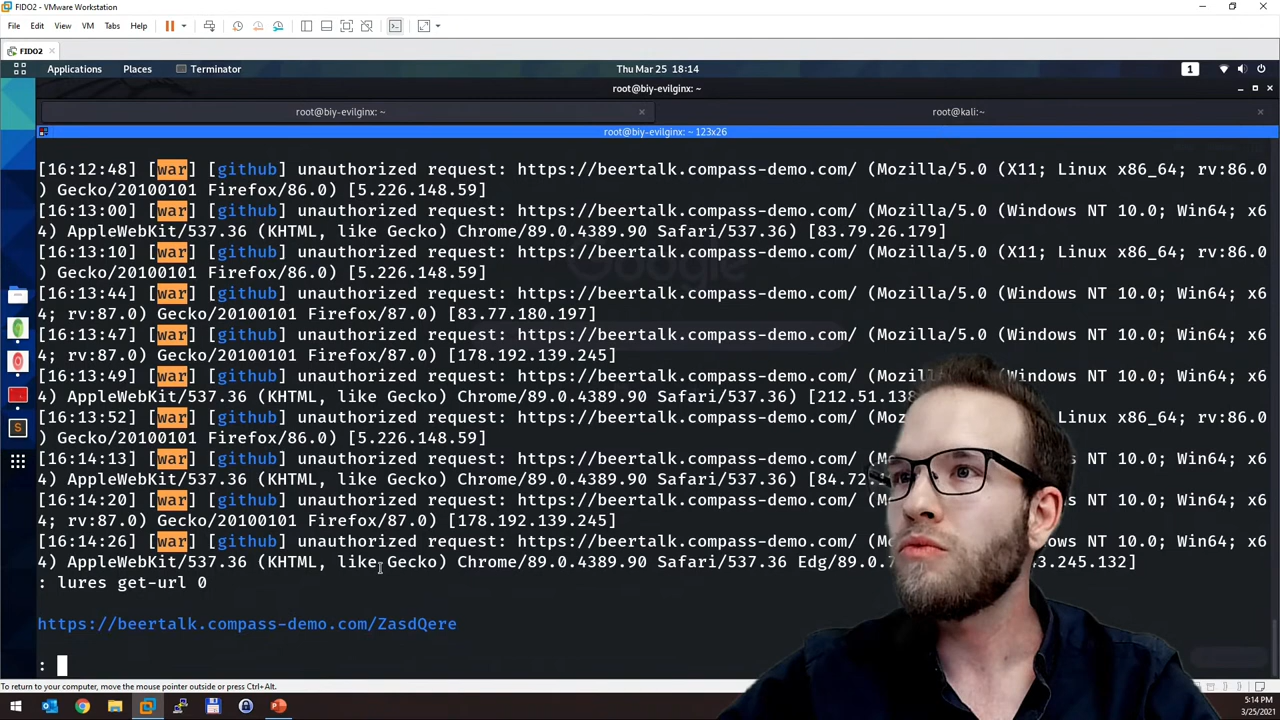 FIDO2 - VMware Workstation
File Edit View VM Tabs Help
FIDO2
Applications Places Terminator Thu Mar 25 18:14 1
root@biy-evilginx: ~
root@biy-evilginx: ~ root@kali:~
root@biy-evilginx: ~ 123x26
[16:12:48] [war] [github] unauthorized request: https://beertalk.compass-demo.com/ (Mozilla/5.0 (X11; Linux x86_64; rv:86.0
) Gecko/20100101 Firefox/86.0) [5.226.148.59]
[16:13:00] [war] [github] unauthorized request: https://beertalk.compass-demo.com/ (Mozilla/5.0 (Windows NT 10.0; Win64; x6
4) AppleWebKit/537.36 (KHTML, like Gecko) Chrome/89.0.4389.90 Safari/537.36) [83.79.26.179]
[16:13:10] [war] [github] unauthorized request: https://beertalk.compass-demo.com/ (Mozilla/5.0 (X11; Linux x86_64; rv:86.0
) Gecko/20100101 Firefox/86.0) [5.226.148.59]
[16:13:44] [war] [github] unauthorized request: https://beertalk.compass-demo.com/ (Mozilla/5.0 (Windows NT 10.0; Win64; x6
4; rv:87.0) Gecko/20100101 Firefox/87.0) [83.77.180.197]
[16:13:47] [war] [github] unauthorized request: https://beertalk.compass-demo.com/ (Mozilla/5.0 (Windows NT 10.0; Win64; x6
4; rv:87.0) Gecko/20100101 Firefox/87.0) [178.192.139.245]
[16:13:49] [war] [github] unauthorized request: https://beertalk.compass-demo.com/ (Mozill 5.0 (Windows NT 10.0; Win64; x6
4) AppleWebKit/537.36 (KHTML, like Gecko) Chrome/89.0.4389.90 Safari/537.36) [212.51.138
[16:13:52] [war] [github] unauthorized request: https://beertalk.compass-demo.com/ (Mo Linux x86_64; rv:86.0
) Gecko/20100101 Firefox/86.0) [5.226.148.59]
[16:14:13] [war] [github] unauthorized request: https://beertalk.compass-demo.com/ (Mo ws NT 10.0; Win64; x6
4) AppleWebKit/537.36 (KHTML, like Gecko) Chrome/89.0.4389.90 Safari/537.36) [84.72.
[16:14:20] [war] [github] unauthorized request: https://beertalk.compass-demo.com/ (Mo ws NT 10.0; Win64; x6
4; rv:87.0) Gecko/20100101 Firefox/87.0) [178.192.139.245]
[16:14:26] [war] [github] unauthorized request: https://beertalk.compass-demo.com/ (Mo ws NT 10.0; Win64; x6
4) AppleWebKit/537.36 (KHTML, like Gecko) Chrome/89.0.4389.90 Safari/537.36 Edg/89.0.7 3.245.132]
: lures get-url 0
https://beertalk.compass-demo.com/ZasdQere
:
To return to your computer, move the mouse pointer outside or press Ctrl+Alt.
5:14 PM
3/25/2021